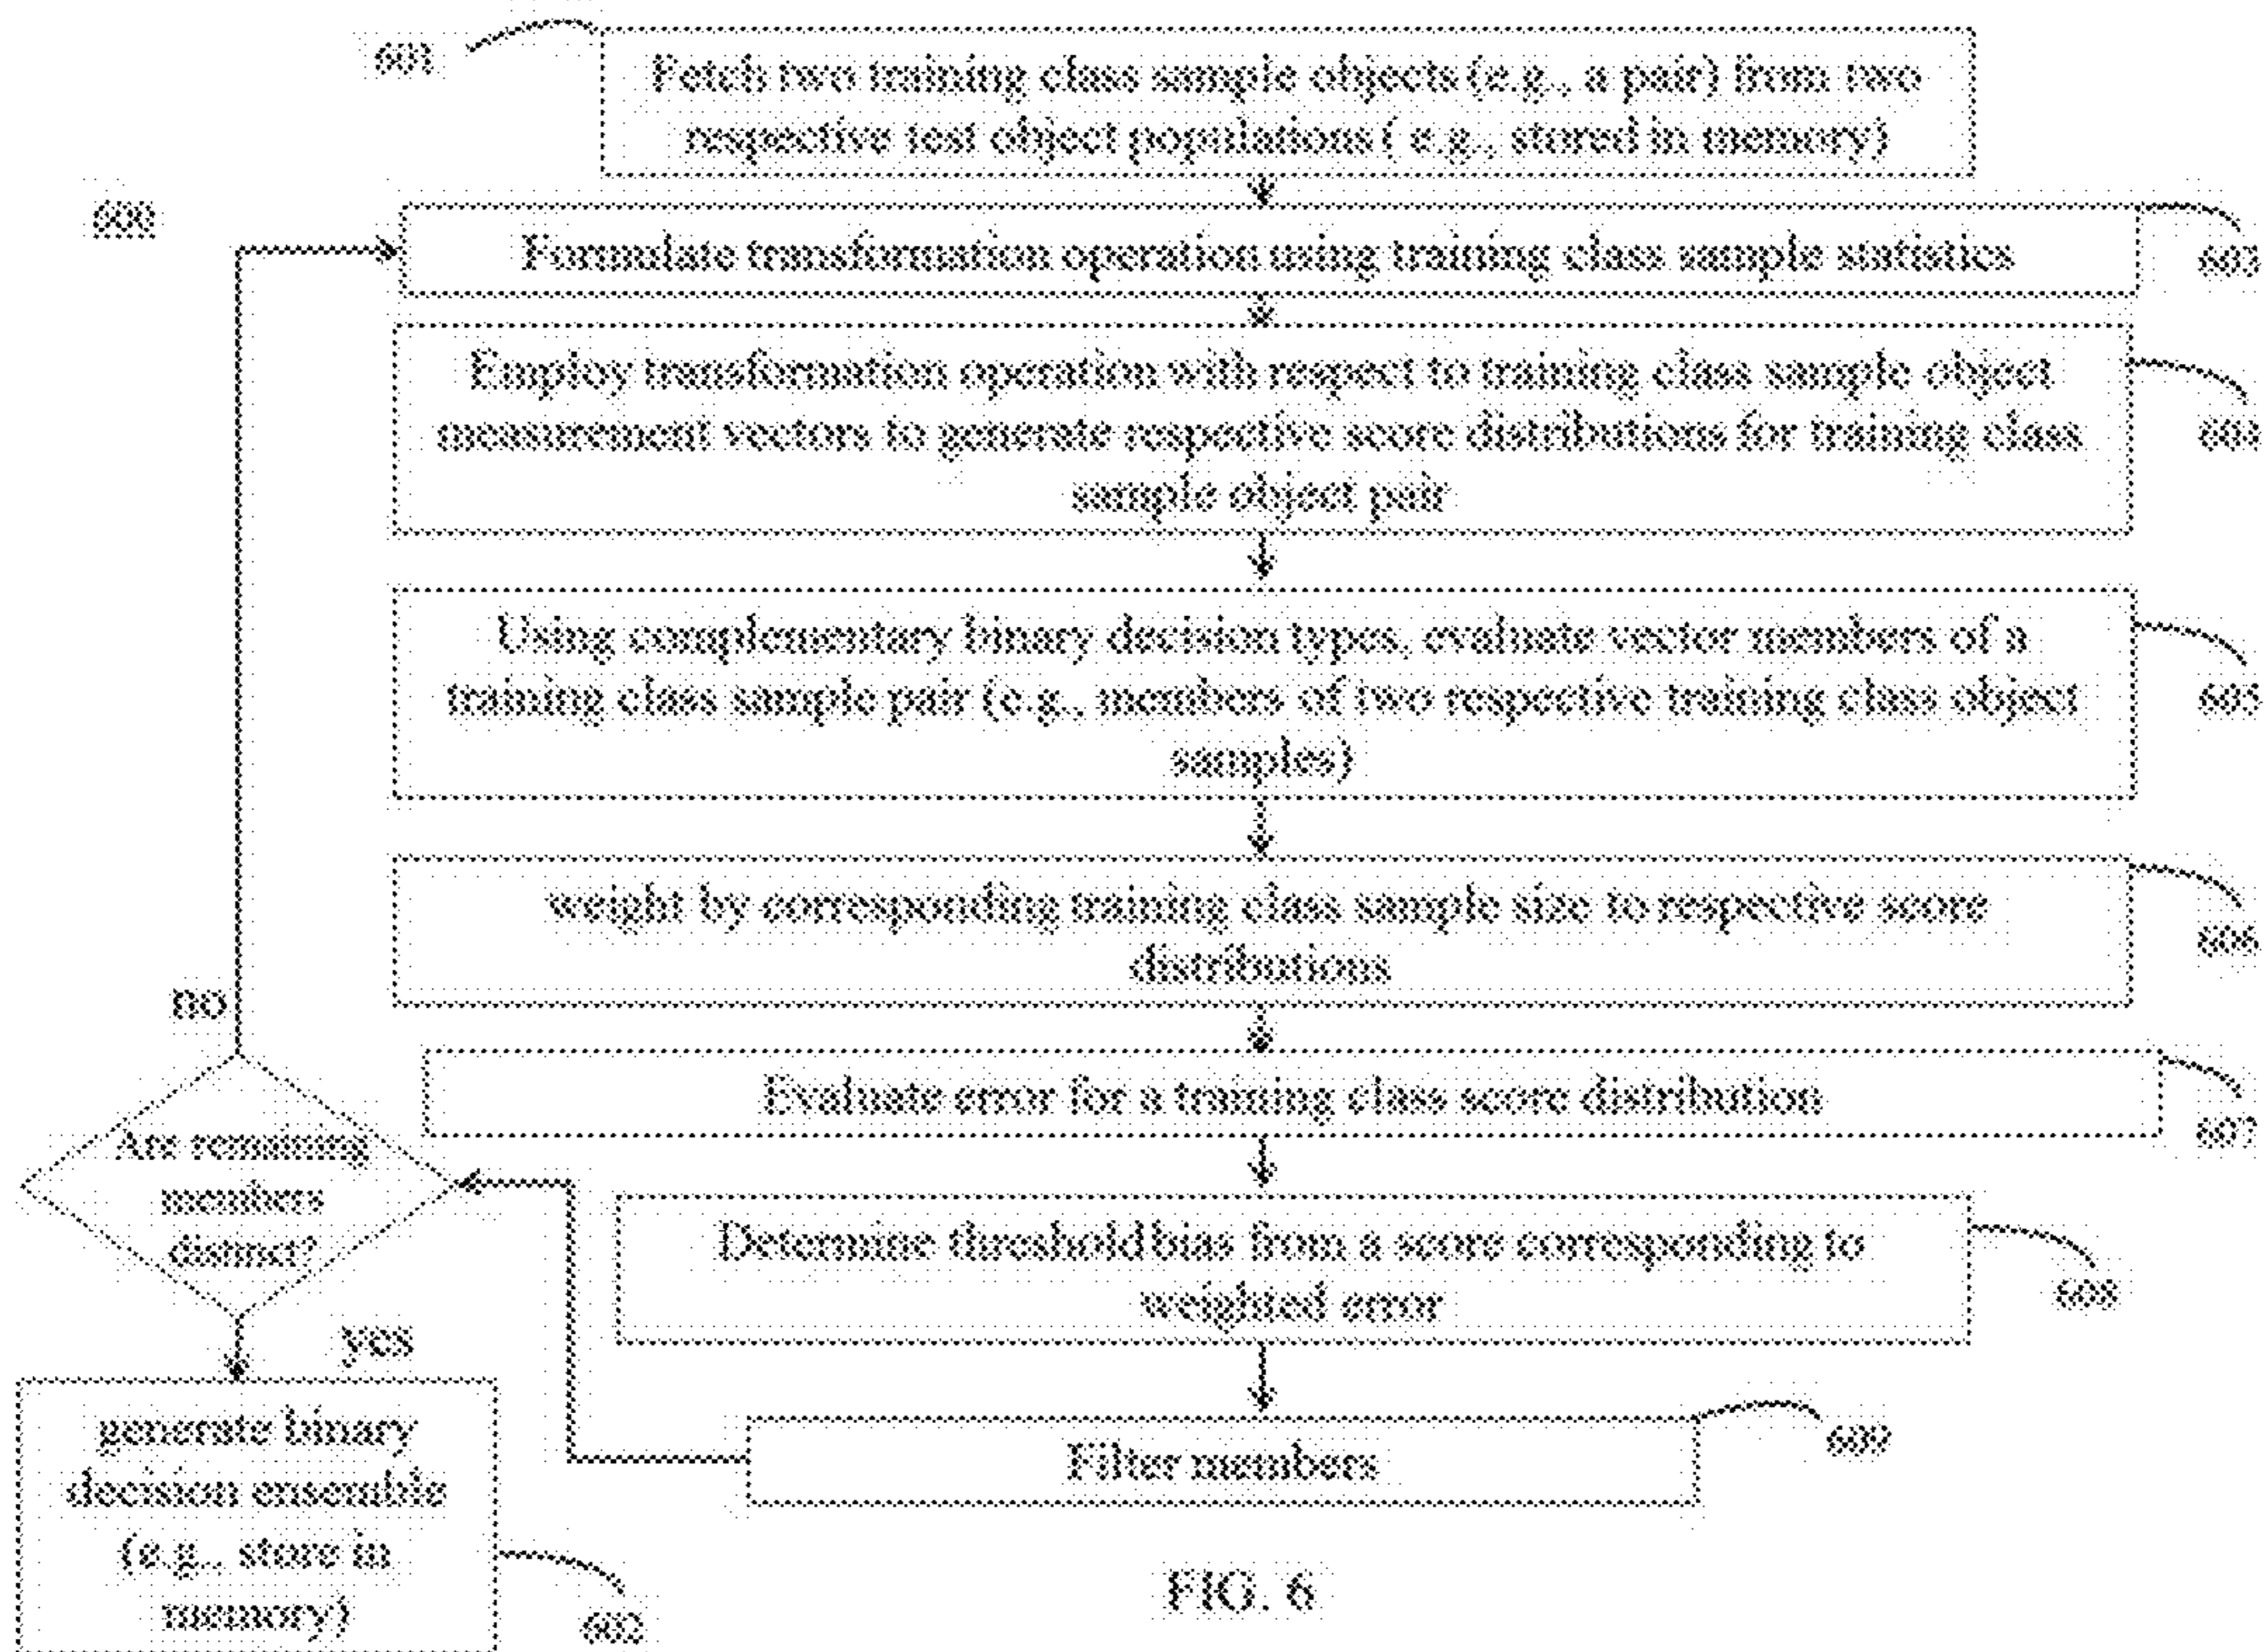 601
Fetch two training class sample objects (e.g., a pair) from two
respective test object populations ( e.g., stored in memory)
600
Formulate transformation operation using training class sample statistics
603
Employ transformation operation with respect to training class sample object
measurement vectors to generate respective score distributions for training class
sample object pair
604
Using complementary binary decision types, evaluate vector members of a
training class sample pair (e.g., members of two respective training class object
samples)
605
weight by corresponding training class sample size to respective score
distributions
606
no
Evaluate error for a training class score distribution
607
Are remaining
members
distinct?
Determine threshold bias from a score corresponding to
weighted error
608
yes
Filter members
609
generate binary
decision ensemble
(e.g., store in
memory)
602
FIG. 6